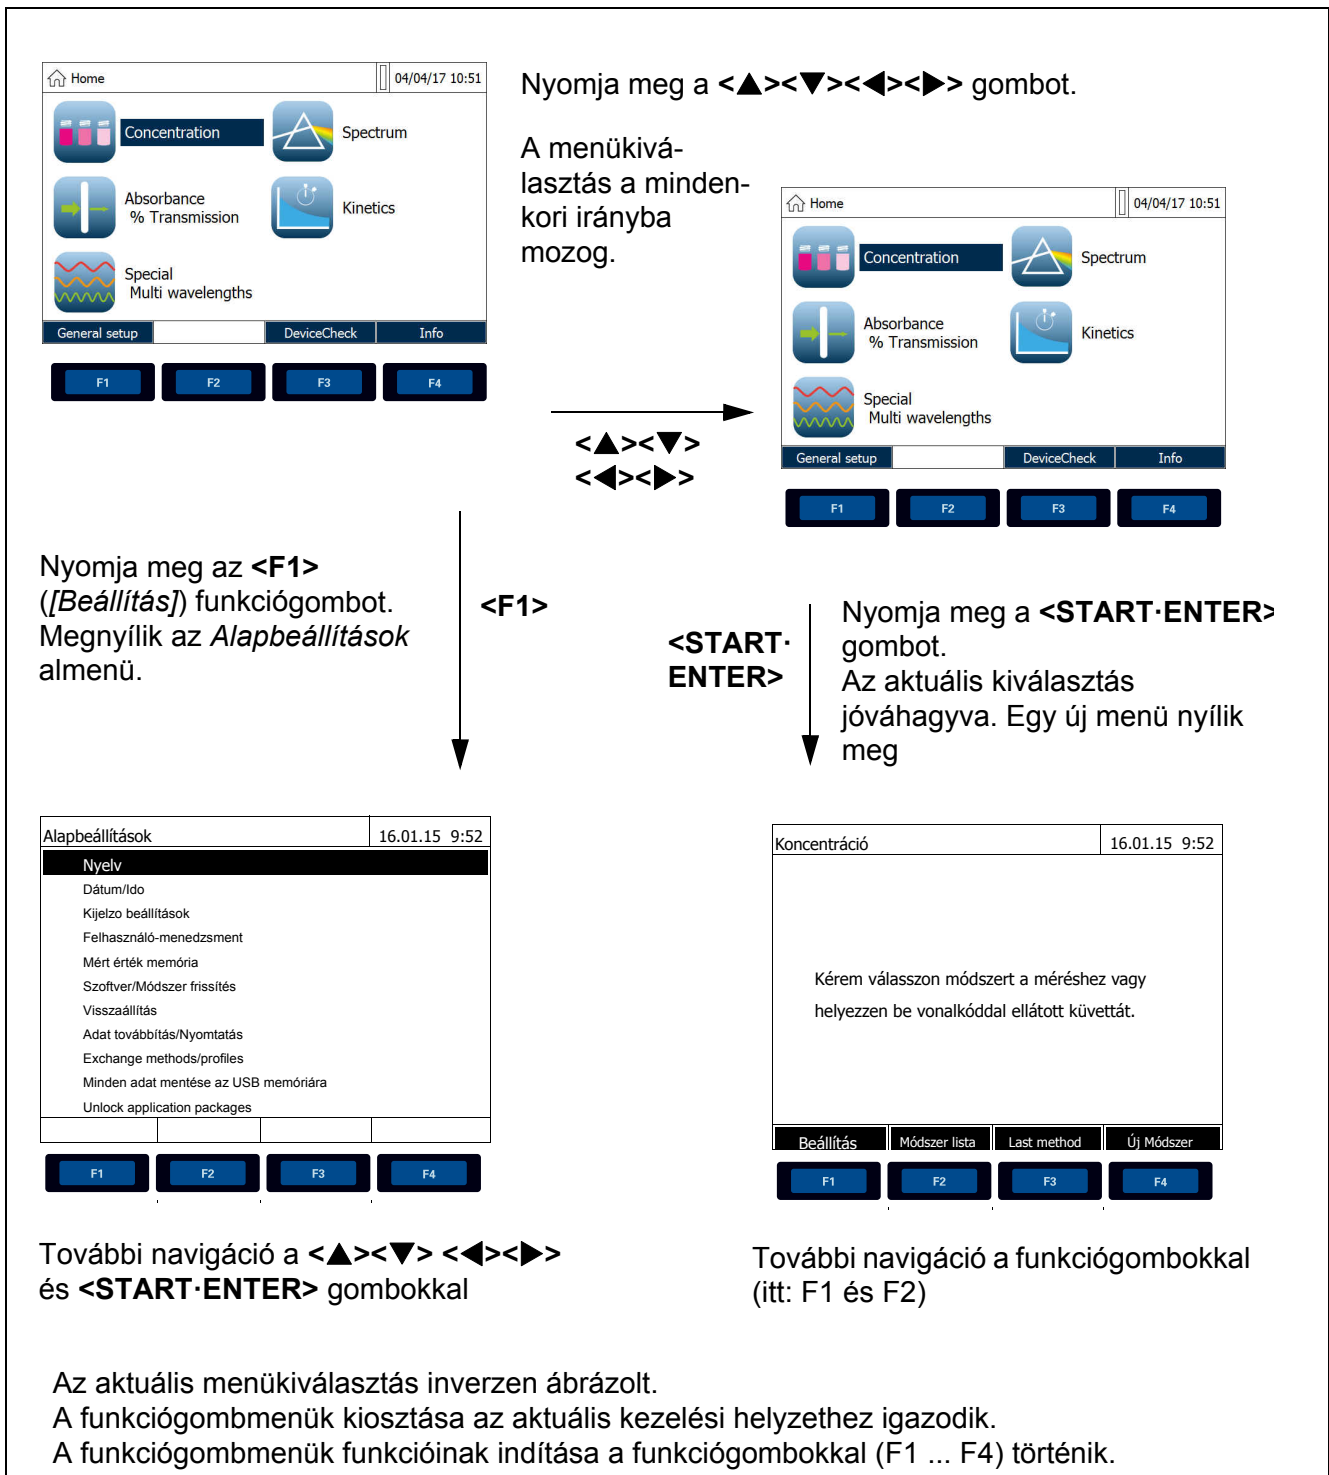 Home
04/04/17 10:51
Concentration
Spectrum
Absorbance
% Transmission
Kinetics
Special
Multi wavelengths
General setup
DeviceCheck
Info
F1
F2
F3
F4
Nyomja meg a <▲><▼><◀><▶> gombot.
A menükivá-
lasztás a minden-
kori irányba
mozog.
<▲><▼>
<◀><▶>
Home
04/04/17 10:51
Concentration
Spectrum
Absorbance
% Transmission
Kinetics
Special
Multi wavelengths
General setup
DeviceCheck
Info
F1
F2
F3
F4
Nyomja meg az <F1>
([Beállítás]) funkciógombot.
Megnyílik az Alapbeállítások
almenü.
<F1>
<START·
ENTER>
Nyomja meg a <START·ENTER>
gombot.
Az aktuális kiválasztás
jóváhagyva. Egy új menü nyílik
meg
Alapbeállítások
16.01.15 9:52
Nyelv
Dátum/Ido
Kijelzo beállítások
Felhasználó-menedzsment
Mért érték memória
Szoftver/Módszer frissítés
Visszaállítás
Adat továbbítás/Nyomtatás
Exchange methods/profiles
Minden adat mentése az USB memóriára
Unlock application packages
F1
F2
F3
F4
További navigáció a <▲><▼> <◀><▶>
és <START·ENTER> gombokkal
Koncentráció
16.01.15 9:52
Kérem válasszon módszert a méréshez vagy
helyezzen be vonalkóddal ellátott küvettát.
Beállítás
Módszer lista
Last method
Új Módszer
F1
F2
F3
F4
További navigáció a funkciógombokkal
(itt: F1 és F2)
Az aktuális menükiválasztás inverzen ábrázolt.
A funkciógombmenük kiosztása az aktuális kezelési helyzethez igazodik.
A funkciógombmenük funkcióinak indítása a funkciógombokkal (F1 ... F4) történik.